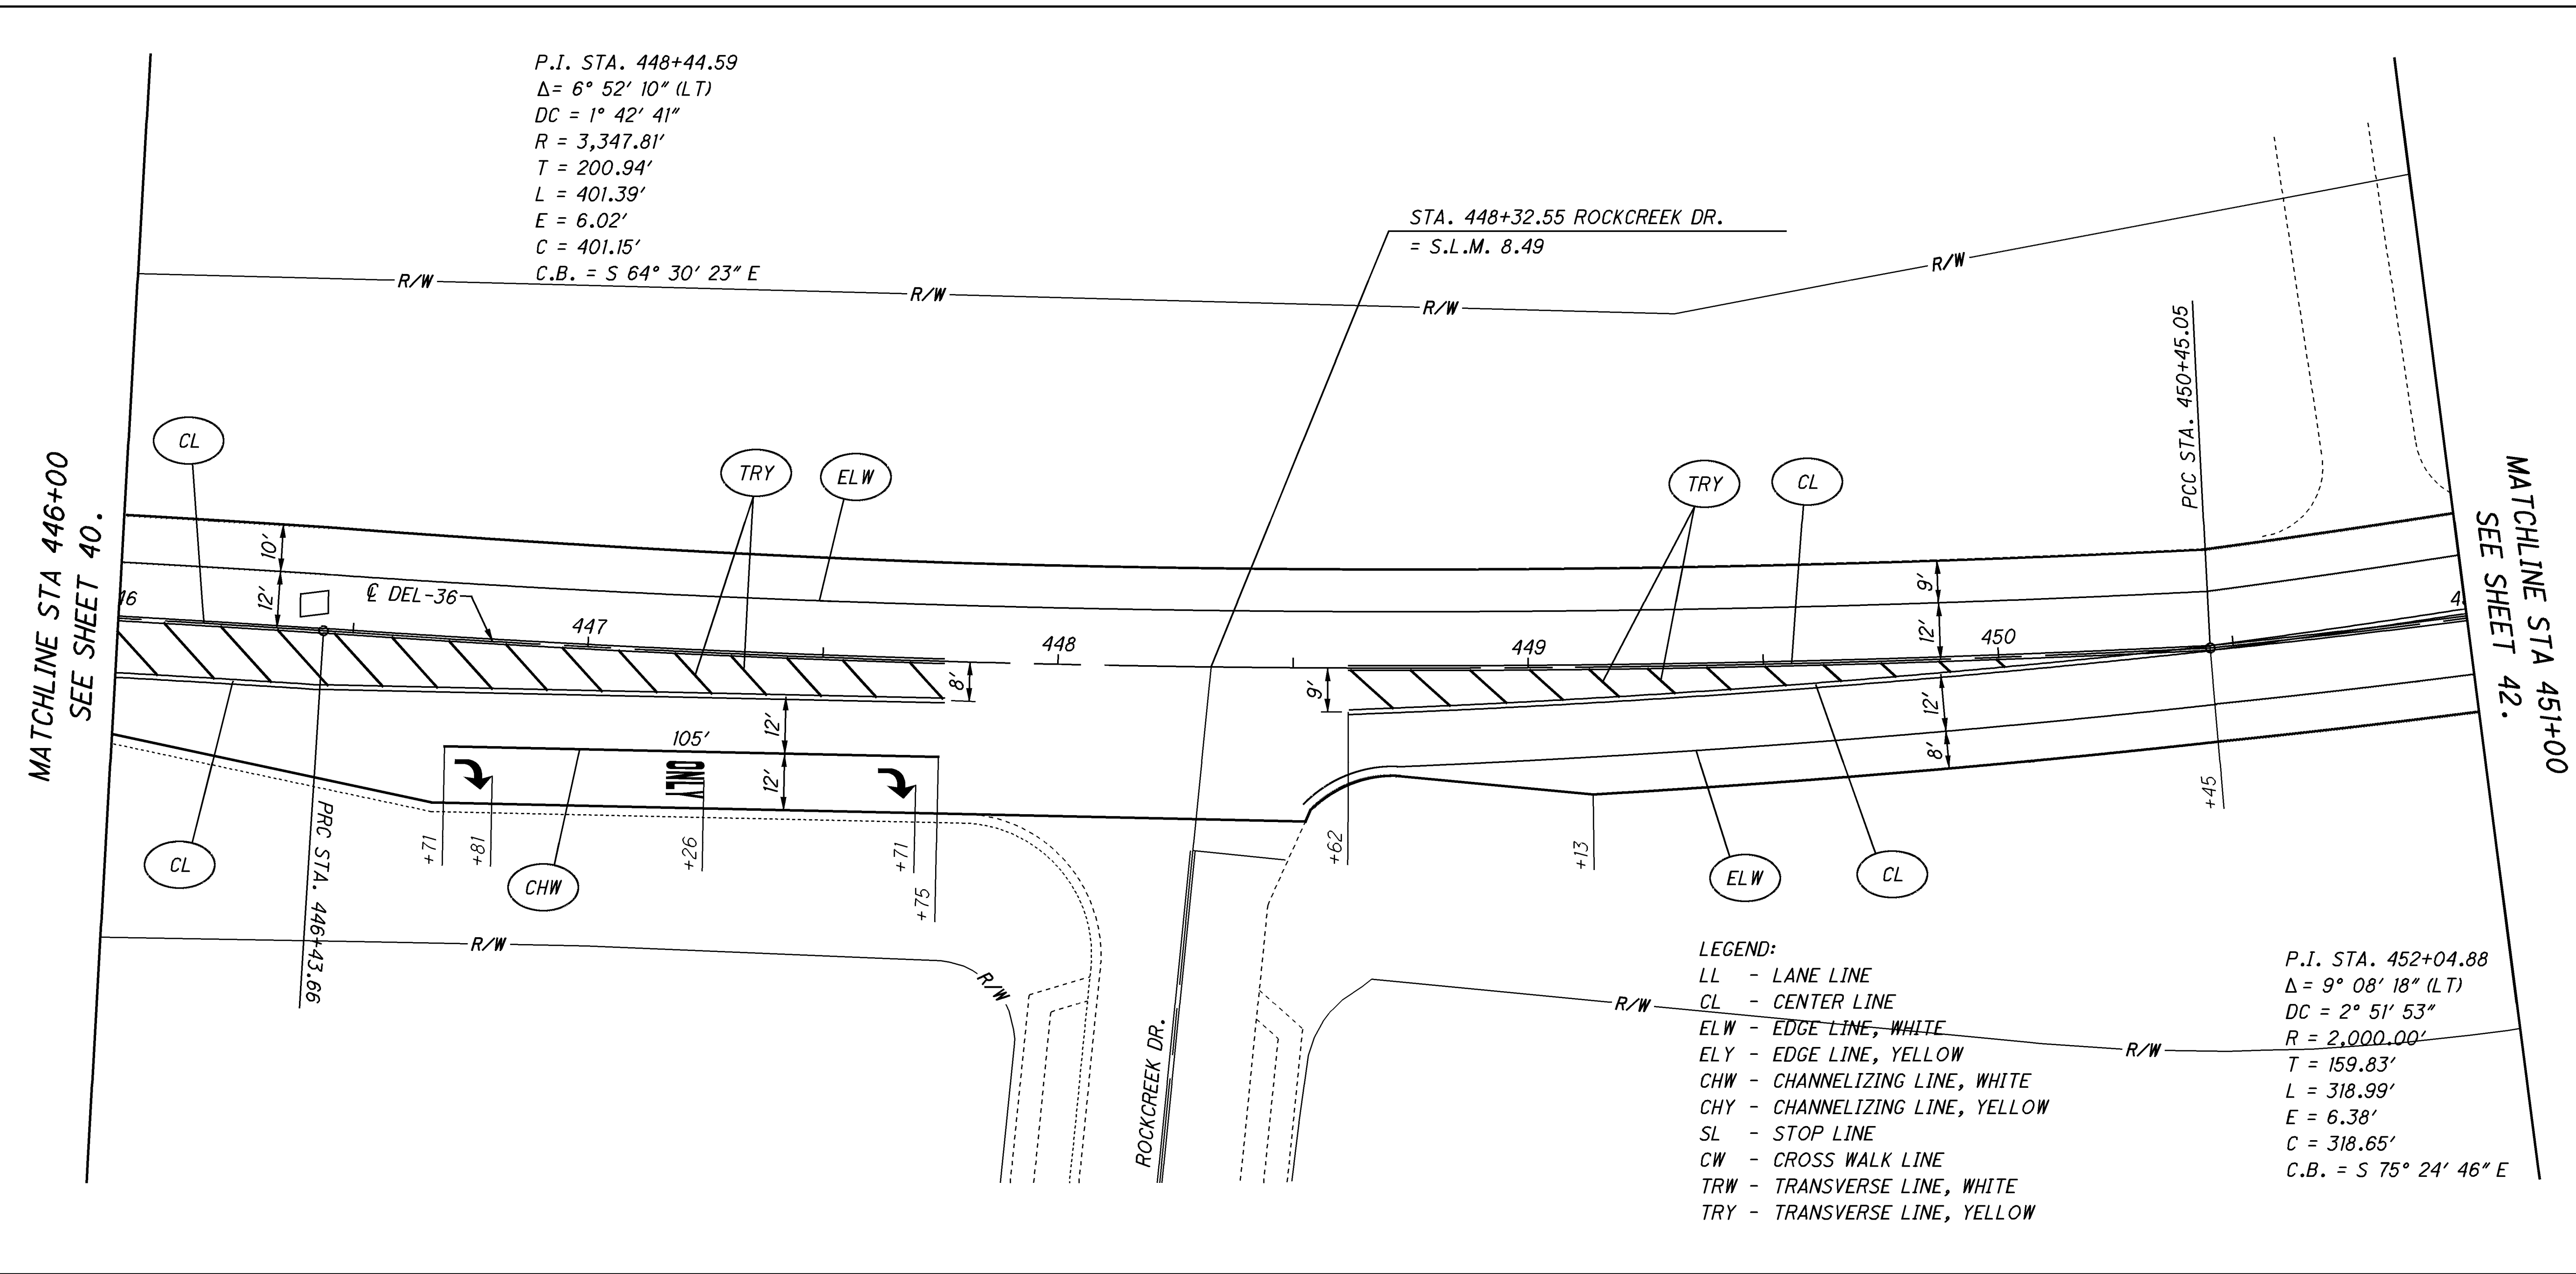 P.I. STA. 448+44.59
Δ= 6° 52' 10" (LT)
DC = 1° 42' 41"
R = 3,347.81'
T = 200.94'
L = 401.39'
E = 6.02'
C = 401.15'
C.B. = S 64° 30' 23" E
STA. 448+32.55 ROCKCREEK DR.
= S.L.M. 8.49
R/W
R/W
R/W
R/W
MATCHLINE STA 446+00
SEE SHEET 40.
CL
TRY
ELW
TRY
CL
PCC STA. 450+45.05
MATCHLINE STA 451+00
SEE SHEET 42.
10'
12'
℄ DEL-36
447
448
449
450
8'
9'
9'
12'
12'
8'
12'
12'
105'
ONLY
+71
+81
+26
+71
+75
+62
+13
+45
CL
PRC STA. 446+43.66
CHW
ELW
CL
R/W
R/W
R/W
R/W
ROCKCREEK DR.
LEGEND:
LL - LANE LINE
CL - CENTER LINE
ELW - EDGE LINE, WHITE
ELY - EDGE LINE, YELLOW
CHW - CHANNELIZING LINE, WHITE
CHY - CHANNELIZING LINE, YELLOW
SL - STOP LINE
CW - CROSS WALK LINE
TRW - TRANSVERSE LINE, WHITE
TRY - TRANSVERSE LINE, YELLOW
P.I. STA. 452+04.88
Δ = 9° 08' 18" (LT)
DC = 2° 51' 53"
R = 2,000.00'
T = 159.83'
L = 318.99'
E = 6.38'
C = 318.65'
C.B. = S 75° 24' 46" E